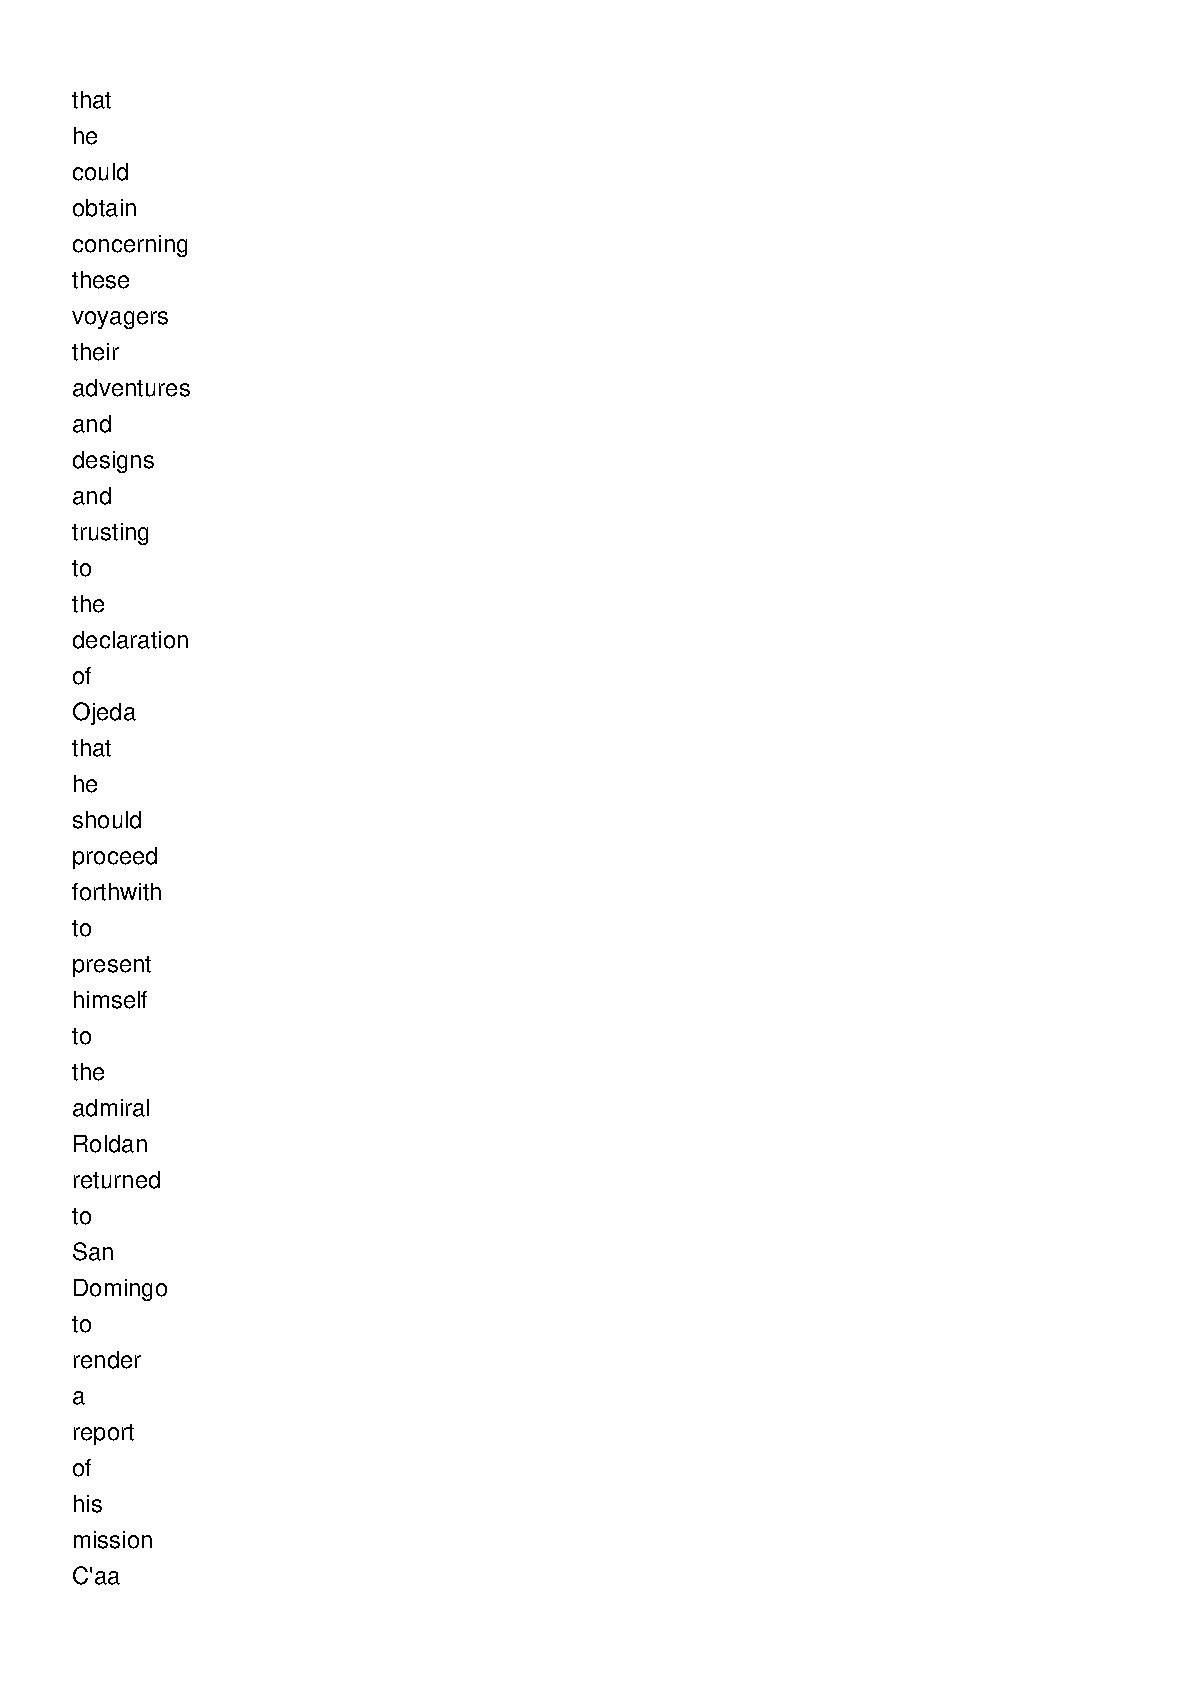 that
he
could
obtain
concerning
these
voyagers
their
adventures
and
designs
and
trusting
to
the
declaration
of
Ojeda
that
he
should
proceed
forthwith
to
present
himself
to
the
admiral
Roldan
returned
to
San
Domingo
to
render
a
report
of
his
mission
C'aa